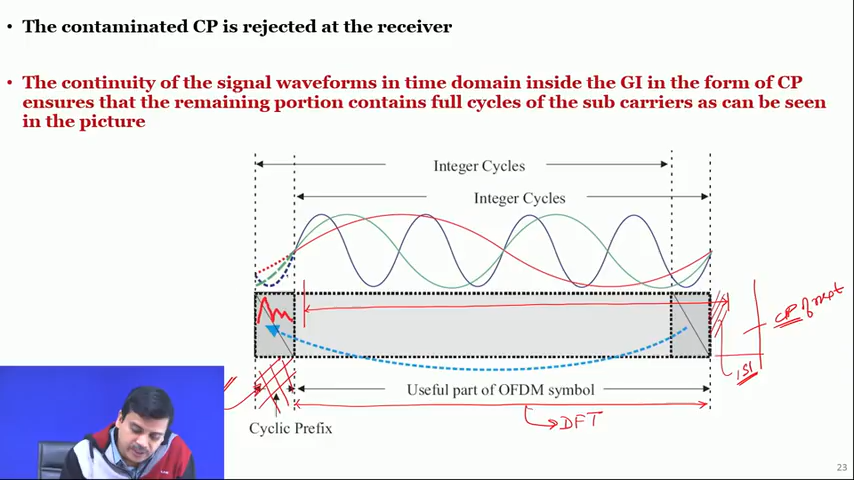 • The contaminated CP is rejected at the receiver
• The continuity of the signal waveforms in time domain inside the GI in the form of CP
ensures that the remaining portion contains full cycles of the sub carriers as can be seen
in the picture
Integer Cycles
Integer Cycles
CP of next
ISI
Useful part of OFDM symbol
DFT
Cyclic Prefix
23